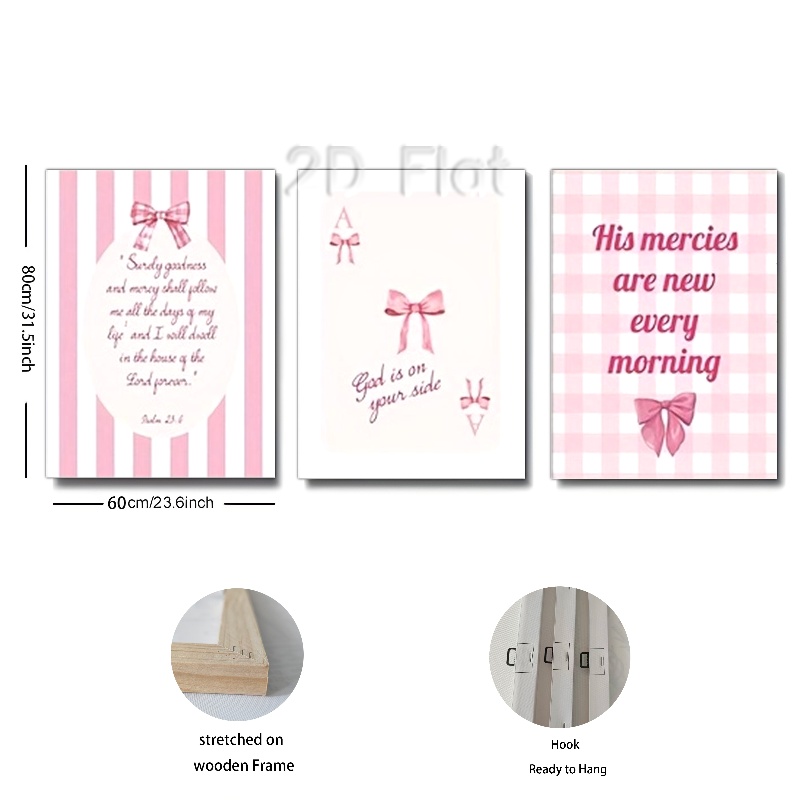 2D Flat
80cm/31.5inch
"Surely goodness
and mercy shall follow
me all the days of my
life' and I will dwell
in the house of the
Lord forever."
Psalm 23:6
A
God is on
your side
A
His mercies
are new
every
morning
60cm/23.6inch
stretched on
wooden Frame
Hook
Ready to Hang